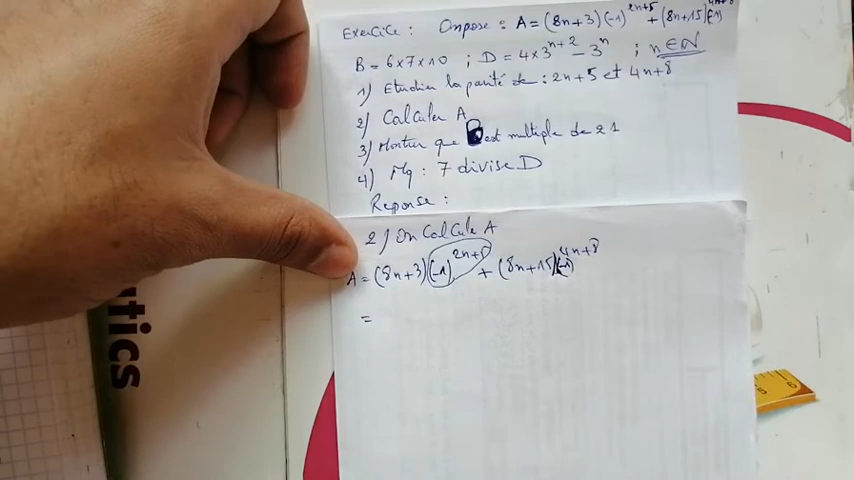 Exercice : On pose : A = (8n+3)(-1)^2n+5 + (8n+15)(-1)^4n+8
B = 6×7×10 ; D = 4×3^n+2 - 3^n ; n ∈ ℕ
1) Etudier la parité de : 2n+5 et 4n+8
2) Calculer A
3) Montrer que B est multiple de 21
4) Mq : 7 divise D
Reponse :
2) On Calcule A
A = (8n+3)(-1)^2n+5 + (8n+15)(-1)^4n+8
=
tics
5 6